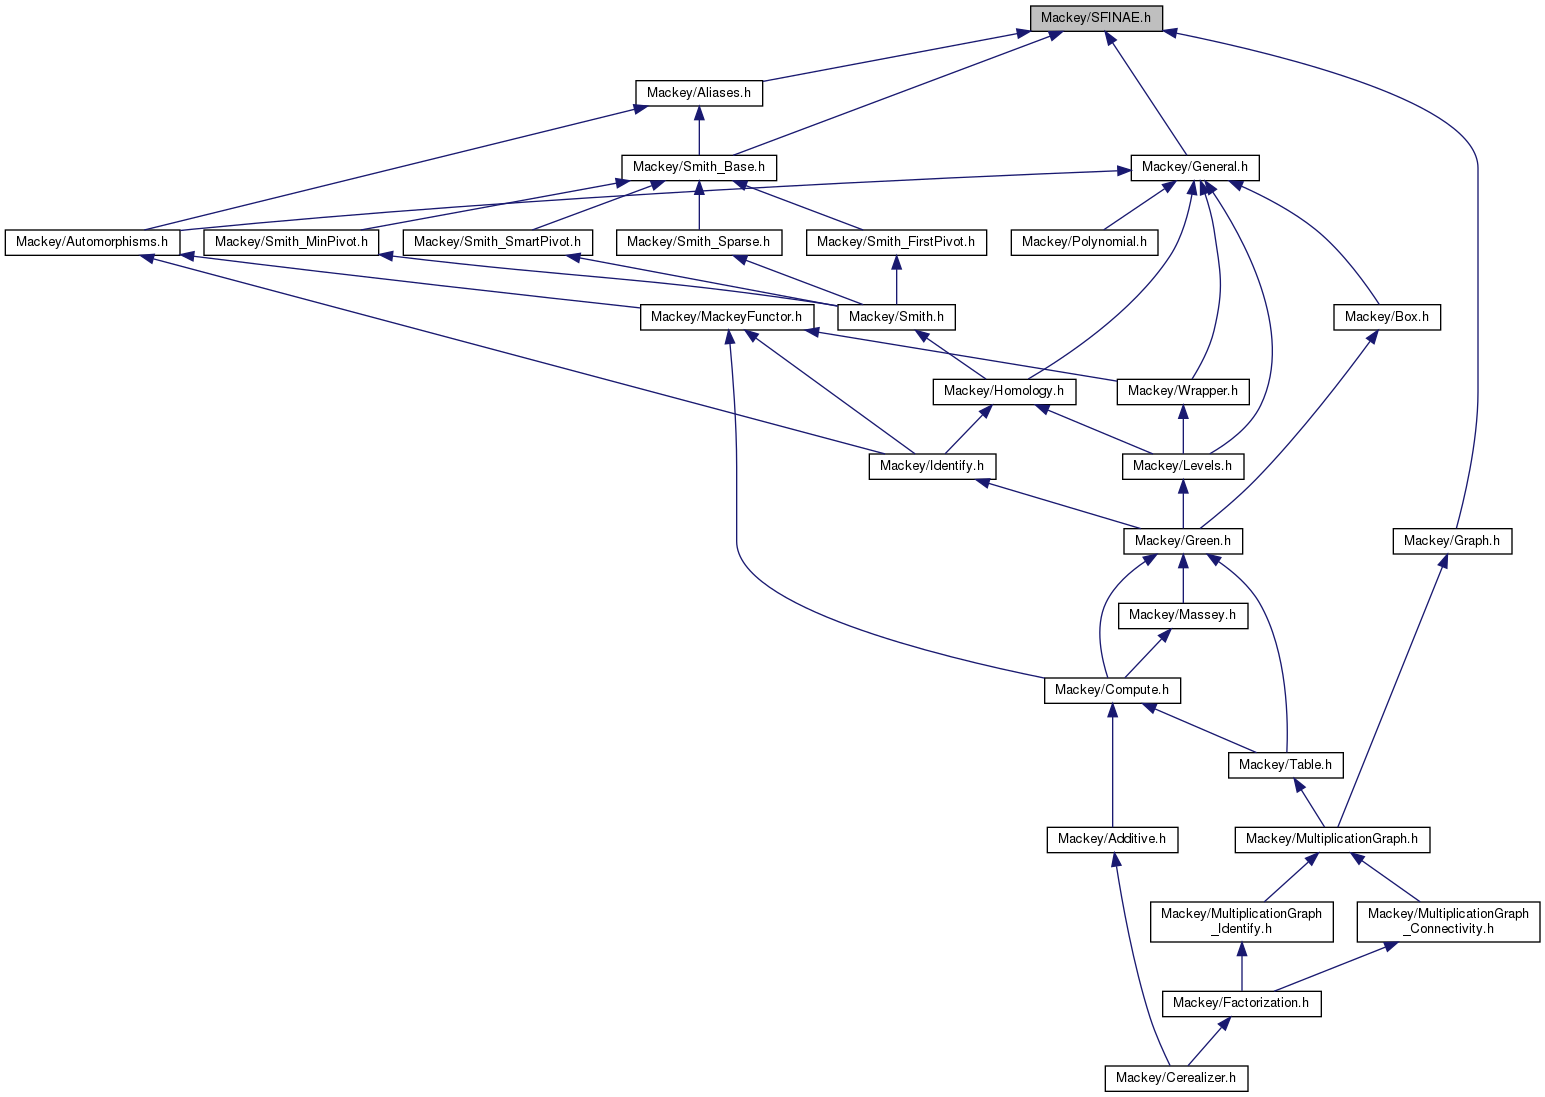 Mackey/SFINAE.h
Mackey/Aliases.h
Mackey/Smith_Base.h
Mackey/General.h
Mackey/Automorphisms.h
Mackey/Smith_MinPivot.h
Mackey/Smith_SmartPivot.h
Mackey/Smith_Sparse.h
Mackey/Smith_FirstPivot.h
Mackey/Polynomial.h
Mackey/MackeyFunctor.h
Mackey/Smith.h
Mackey/Box.h
Mackey/Homology.h
Mackey/Wrapper.h
Mackey/Identify.h
Mackey/Levels.h
Mackey/Green.h
Mackey/Graph.h
Mackey/Massey.h
Mackey/Compute.h
Mackey/Table.h
Mackey/Additive.h
Mackey/MultiplicationGraph.h
Mackey/MultiplicationGraph
_Identify.h
Mackey/MultiplicationGraph
_Connectivity.h
Mackey/Factorization.h
Mackey/Cerealizer.h